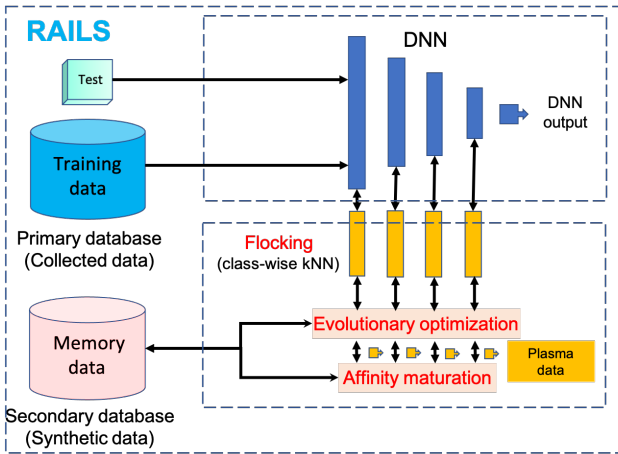 RAILS
DNN
Test
DNN
output
Training
data
Primary database
(Collected data)
Flocking
(class-wise kNN)
Evolutionary optimization
Memory
data
Plasma
data
Affinity maturation
Secondary database
(Synthetic data)